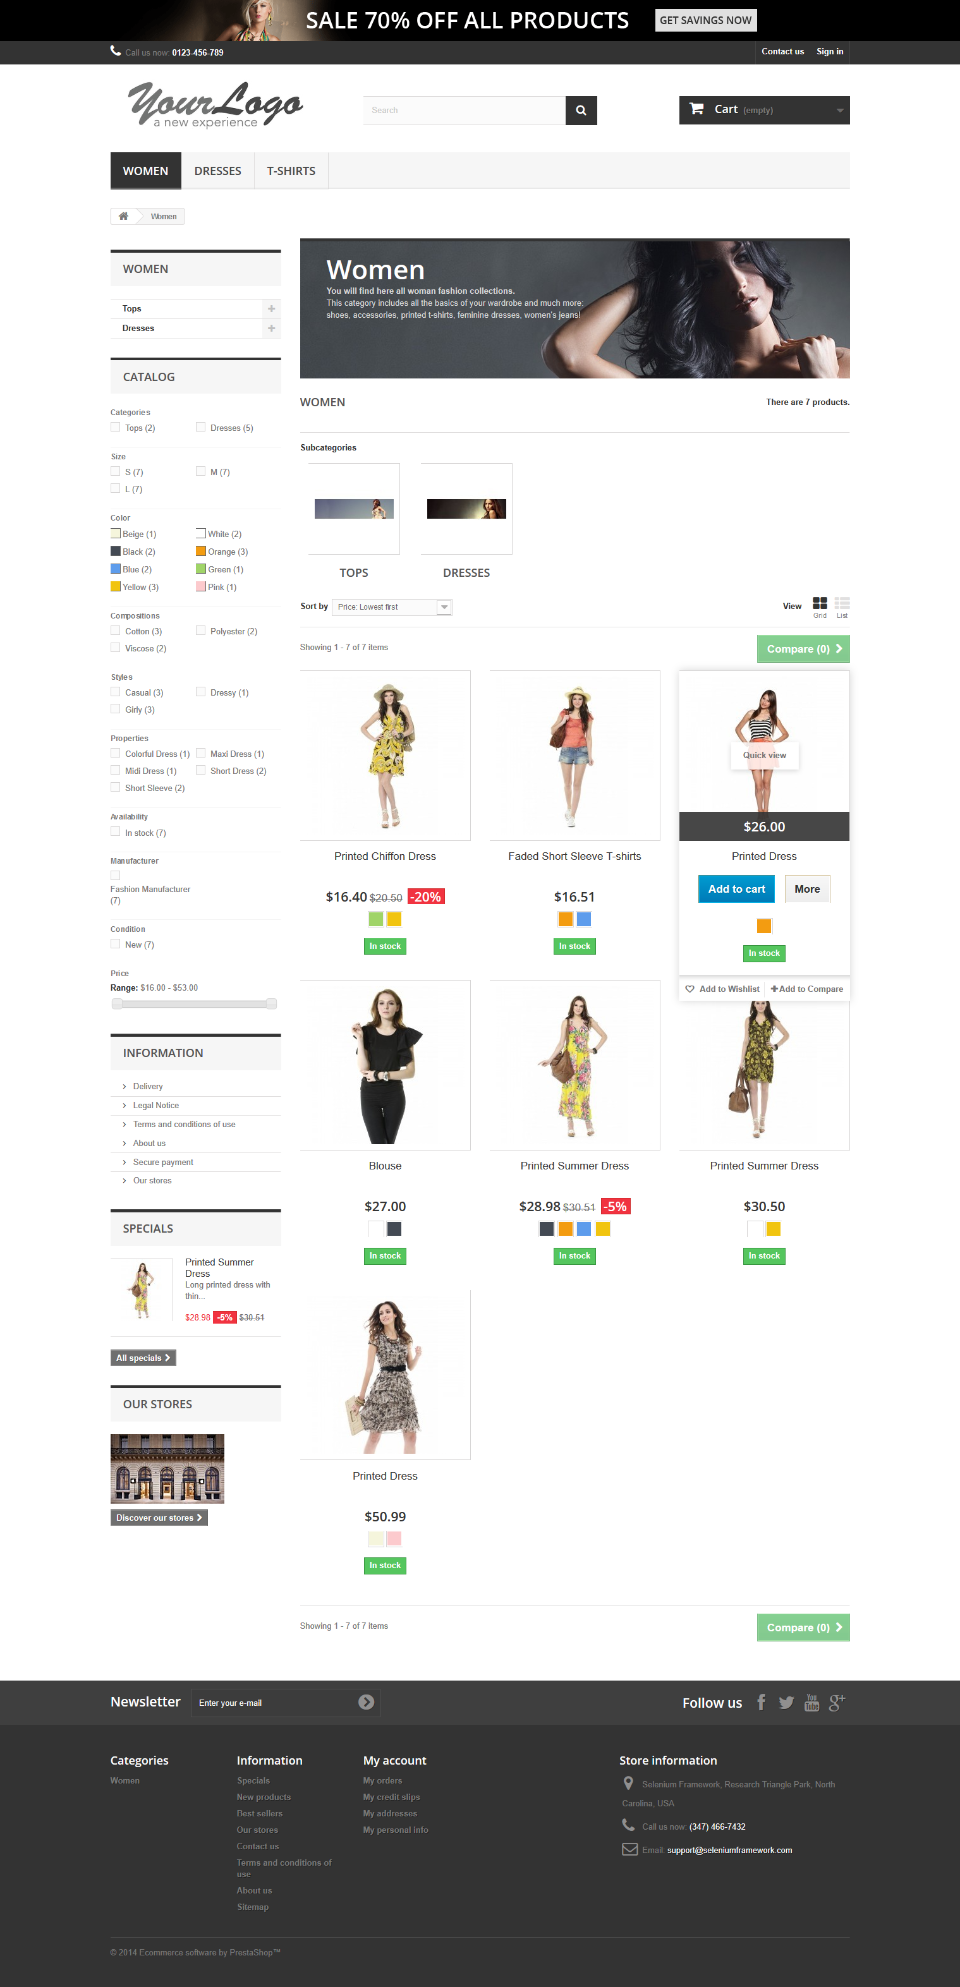 SALE 70% OFF ALL PRODUCTS
GET SAVINGS NOW
Call us now: 0123-456-789
Contact us
Sign in
YourLogo
a new experience
Search
Cart (empty)
WOMEN
DRESSES
T-SHIRTS
Women
WOMEN
Tops
Dresses
CATALOG
Categories
Tops (2)
Dresses (5)
Size
S (7)
M (7)
L (7)
Color
Beige (1)
White (2)
Black (2)
Orange (3)
Blue (2)
Green (1)
Yellow (3)
Pink (1)
Compositions
Cotton (3)
Polyester (2)
Viscose (2)
Styles
Casual (3)
Dressy (1)
Girly (3)
Properties
Colorful Dress (1)
Maxi Dress (1)
Midi Dress (1)
Short Dress (2)
Short Sleeve (2)
Availability
In stock (7)
Manufacturer
Fashion Manufacturer
(7)
Condition
New (7)
Price
Range: $16.00 - $53.00
INFORMATION
Delivery
Legal Notice
Terms and conditions of use
About us
Secure payment
Our stores
SPECIALS
Printed Summer
Dress
Long printed dress with
thin...
$28.98 -5% $30.51
All specials
OUR STORES
Discover our stores
Women
You will find here all woman fashion collections.
This category includes all the basics of your wardrobe and much more:
shoes, accessories, printed t-shirts, feminine dresses, women's jeans!
WOMEN
There are 7 products.
Subcategories
TOPS
DRESSES
Sort by
Price: Lowest first
View
Grid
List
Showing 1 - 7 of 7 items
Compare (0)
Printed Chiffon Dress
$16.40 $20.50 -20%
In stock
Faded Short Sleeve T-shirts
$16.51
In stock
Quick view
$26.00
Printed Dress
Add to cart
More
In stock
Add to Wishlist
Add to Compare
Blouse
$27.00
In stock
Printed Summer Dress
$28.98 $30.51 -5%
In stock
Printed Summer Dress
$30.50
In stock
Printed Dress
$50.99
In stock
Showing 1 - 7 of 7 items
Compare (0)
Newsletter
Enter your e-mail
Follow us
You
Tube
g+
Categories
Women
Information
Specials
New products
Best sellers
Our stores
Contact us
Terms and conditions of
use
About us
Sitemap
My account
My orders
My credit slips
My addresses
My personal info
Store information
Selenium Framework, Research Triangle Park, North
Carolina, USA
Call us now: (347) 466-7432
Email: support@seleniumframework.com
© 2014 Ecommerce software by PrestaShop™